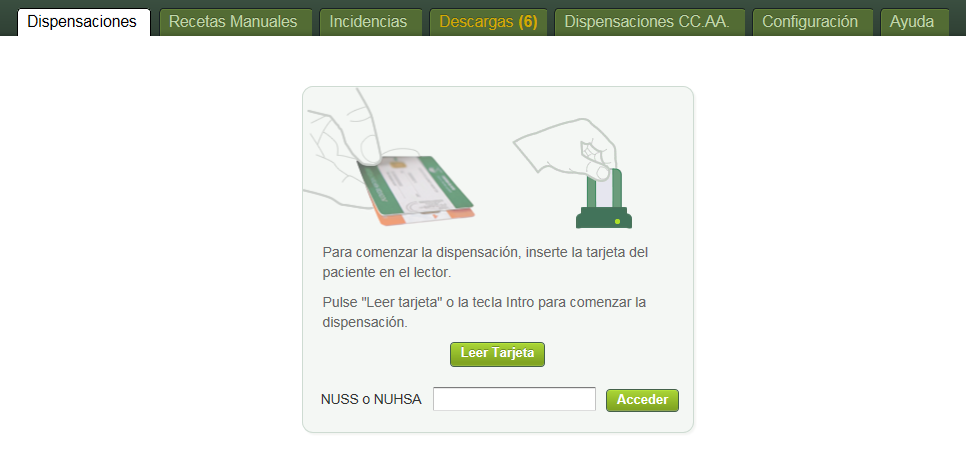 Dispensaciones
Recetas Manuales
Incidencias
Descargas (6)
Dispensaciones CC.AA.
Configuración
Ayuda
Para comenzar la dispensación, inserte la tarjeta del
paciente en el lector.
Pulse "Leer tarjeta" o la tecla Intro para comenzar la
dispensación.
Leer Tarjeta
NUSS o NUHSA
Acceder